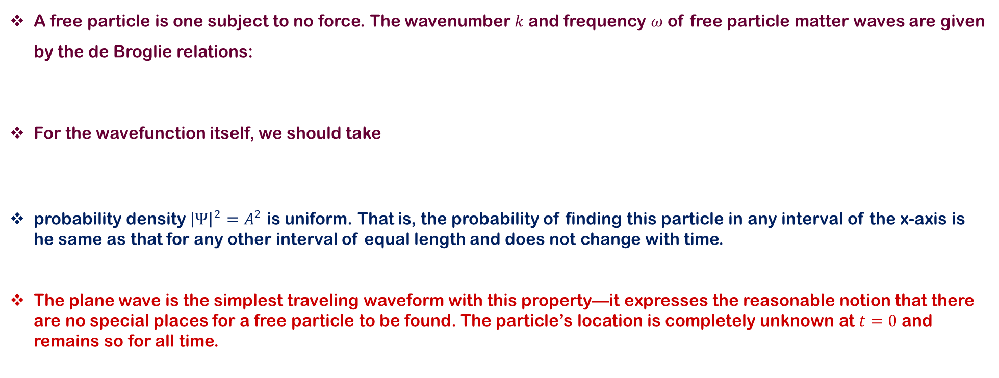 ❖ A free particle is one subject to no force. The wavenumber k and frequency ω of free particle matter waves are given
by the de Broglie relations:
❖ For the wavefunction itself, we should take
❖ probability density |Ψ|² = A² is uniform. That is, the probability of finding this particle in any interval of the x-axis is
he same as that for any other interval of equal length and does not change with time.
❖ The plane wave is the simplest traveling waveform with this property—it expresses the reasonable notion that there
are no special places for a free particle to be found. The particle’s location is completely unknown at t = 0 and
remains so for all time.